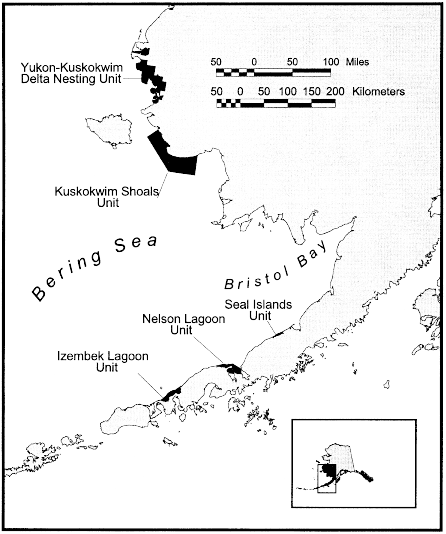 Yukon-Kuskokwim
Delta Nesting Unit
50 0 50 100 Miles
50 0 50 100 150 200 Kilometers
Kuskokwim Shoals
Unit
Bering Sea
Bristol Bay
Seal Islands
Unit
Nelson Lagoon
Unit
Izembek Lagoon
Unit